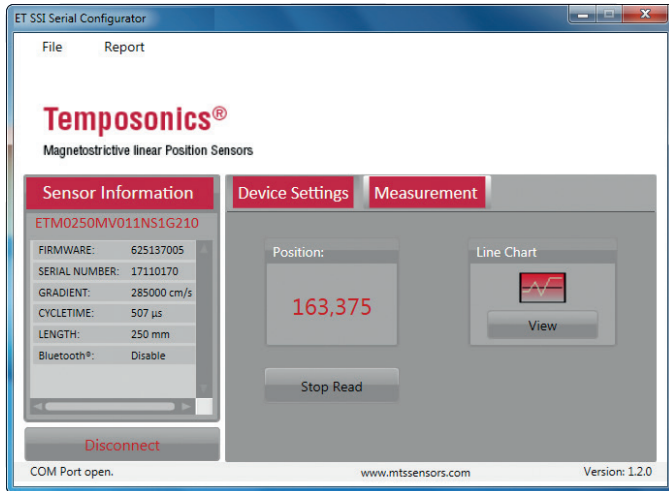 ET SSI Serial Configurator
File Report
Temposonics®
Magnetostrictive linear Position Sensors
Sensor Information
ETM0250MV011NS1G210
FIRMWARE: 625137005
SERIAL NUMBER: 17110170
GRADIENT: 285000 cm/s
CYCLETIME: 507 µs
LENGTH: 250 mm
Bluetooth®: Disable
Disconnect
Device Settings Measurement
Position:
163,375
Stop Read
Line Chart
View
COM Port open. www.mtssensors.com Version: 1.2.0